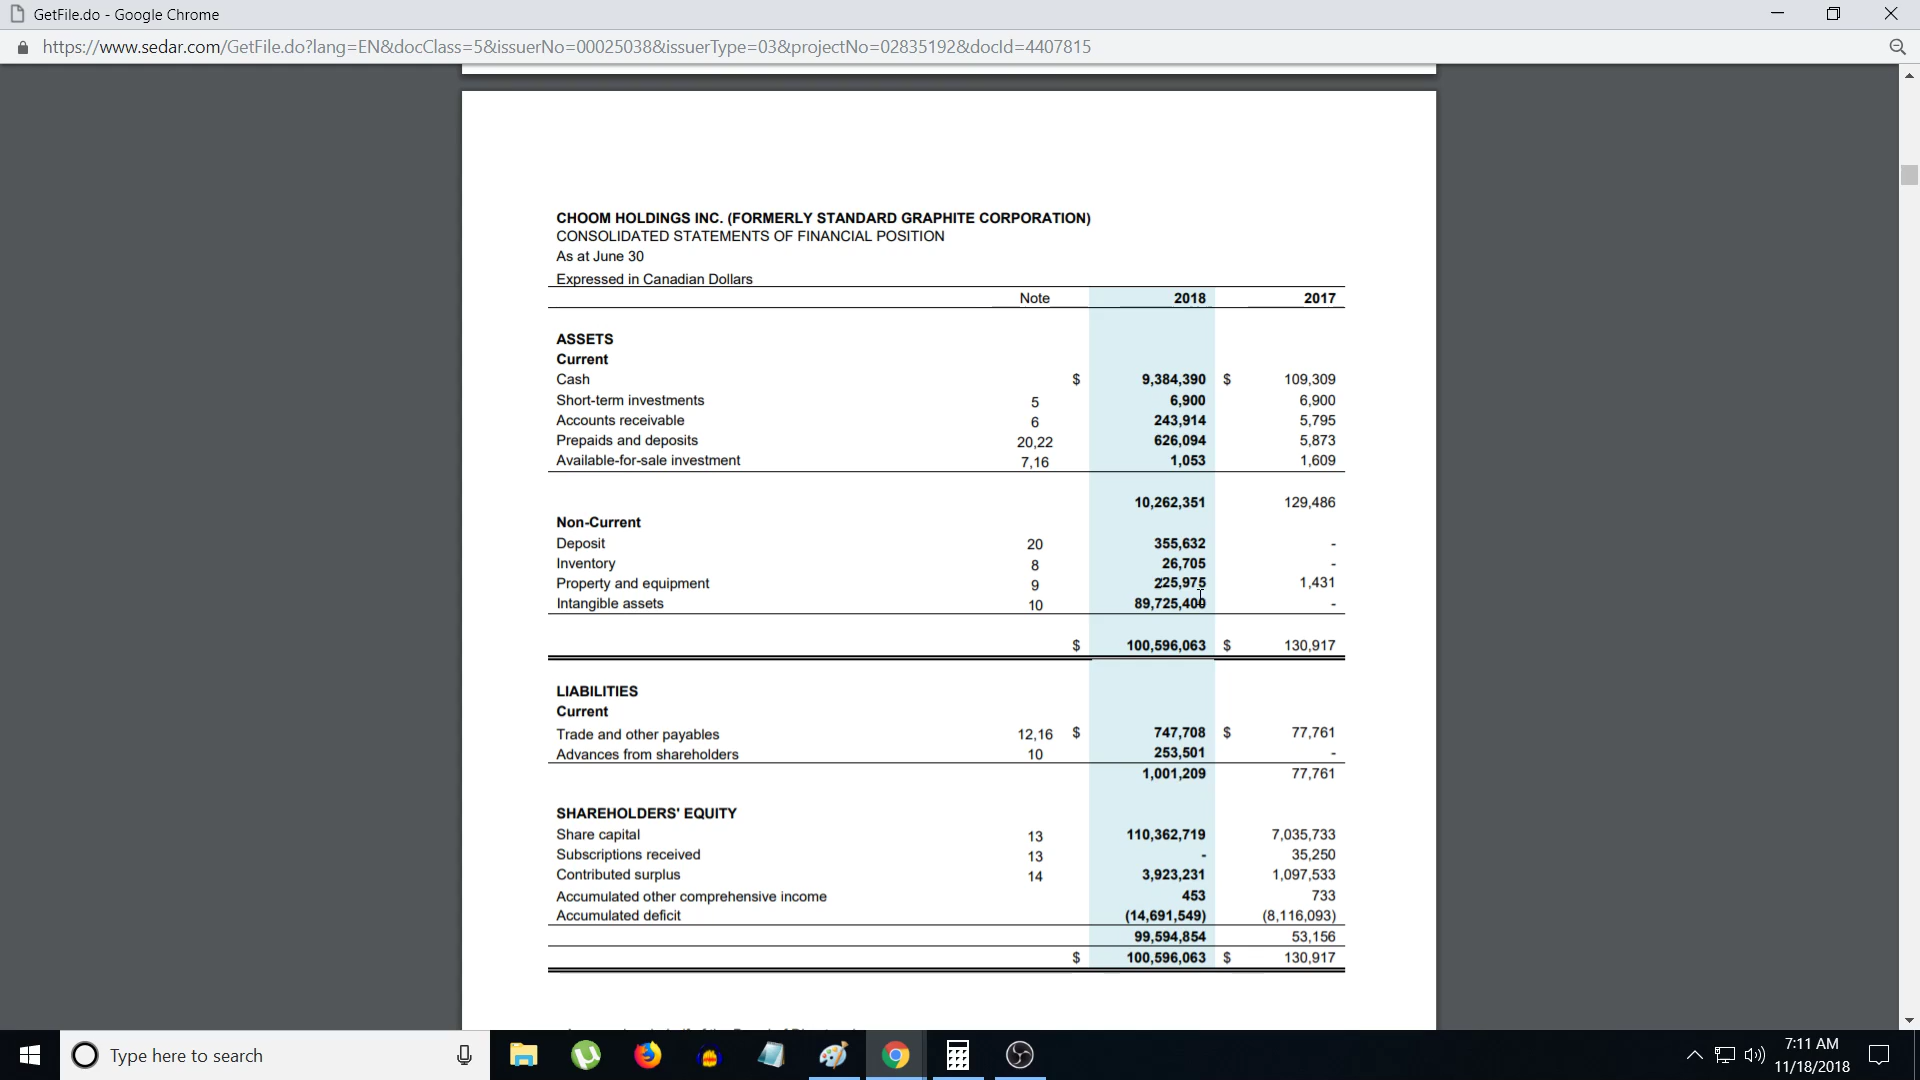 GetFile.do - Google Chrome
https://www.sedar.com/GetFile.do?lang=EN&docClass=5&issuerNo=00025038&issuerType=03&projectNo=02835192&docId=4407815
CHOOM HOLDINGS INC. (FORMERLY STANDARD GRAPHITE CORPORATION)
CONSOLIDATED STATEMENTS OF FINANCIAL POSITION
As at June 30
Expressed in Canadian Dollars
Note 2018 2017
ASSETS
Current
Cash $ 9,384,390 $ 109,309
Short-term investments 5 6,900 6,900
Accounts receivable 6 243,914 5,795
Prepaids and deposits 20,22 626,094 5,873
Available-for-sale investment 7,16 1,053 1,609
10,262,351 129,486
Non-Current
Deposit 20 355,632 -
Inventory 8 26,705 -
Property and equipment 9 225,975 1,431
Intangible assets 10 89,725,400 -
$ 100,596,063 $ 130,917
LIABILITIES
Current
Trade and other payables 12,16 $ 747,708 $ 77,761
Advances from shareholders 10 253,501 -
1,001,209 77,761
SHAREHOLDERS' EQUITY
Share capital 13 110,362,719 7,035,733
Subscriptions received 13 - 35,250
Contributed surplus 14 3,923,231 1,097,533
Accumulated other comprehensive income 453 733
Accumulated deficit (14,691,549) (8,116,093)
99,594,854 53,156
$ 100,596,063 $ 130,917
Type here to search
7:11 AM
11/18/2018